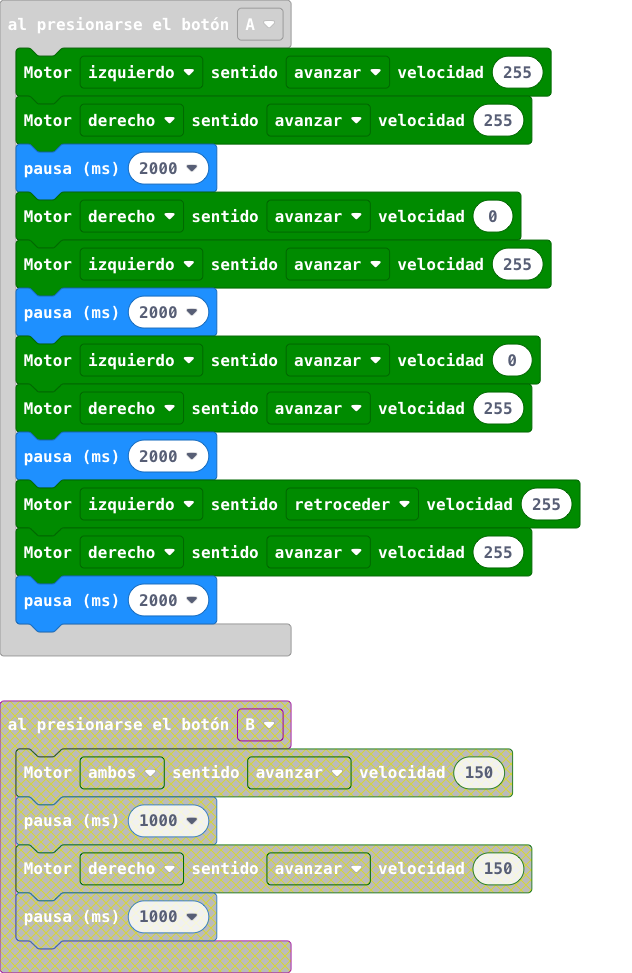 al presionarse el botón A
Motor izquierdo sentido avanzar velocidad 255
Motor derecho sentido avanzar velocidad 255
pausa (ms) 2000
Motor derecho sentido avanzar velocidad 0
Motor izquierdo sentido avanzar velocidad 255
pausa (ms) 2000
Motor izquierdo sentido avanzar velocidad 0
Motor derecho sentido avanzar velocidad 255
pausa (ms) 2000
Motor izquierdo sentido retroceder velocidad 255
Motor derecho sentido avanzar velocidad 255
pausa (ms) 2000
al presionarse el botón B
Motor ambos sentido avanzar velocidad 150
pausa (ms) 1000
Motor derecho sentido avanzar velocidad 150
pausa (ms) 1000